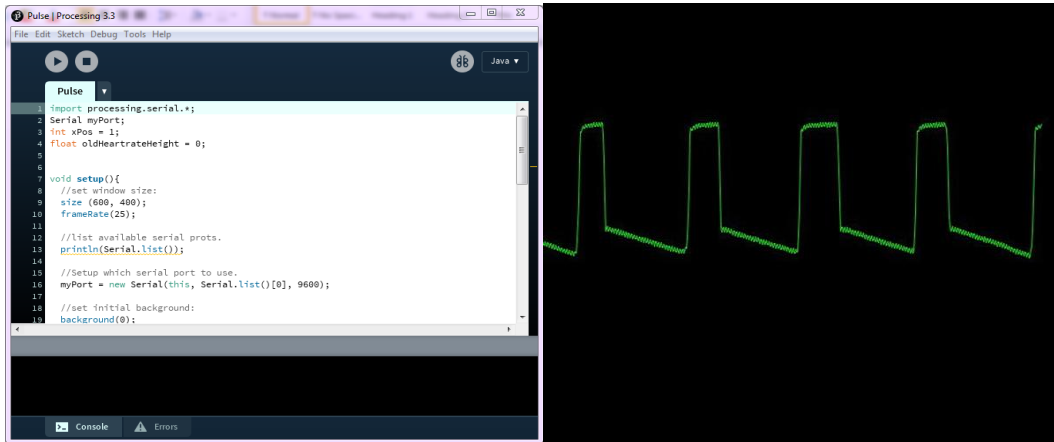 Pulse | Processing 3.3
File Edit Sketch Debug Tools Help
Java ▼
Pulse ▼
1 import processing.serial.*;
2 Serial myPort;
3 int xPos = 1;
4 float oldHeartrateHeight = 0;
5
6
7 void setup(){
8 //set window size:
9 size (600, 400);
10 frameRate(25);
11
12 //list available serial prots.
13 println(Serial.list());
14
15 //Setup which serial port to use.
16 myPort = new Serial(this, Serial.list()[0], 9600);
17
18 //set initial background:
19 background(0);
Console Errors